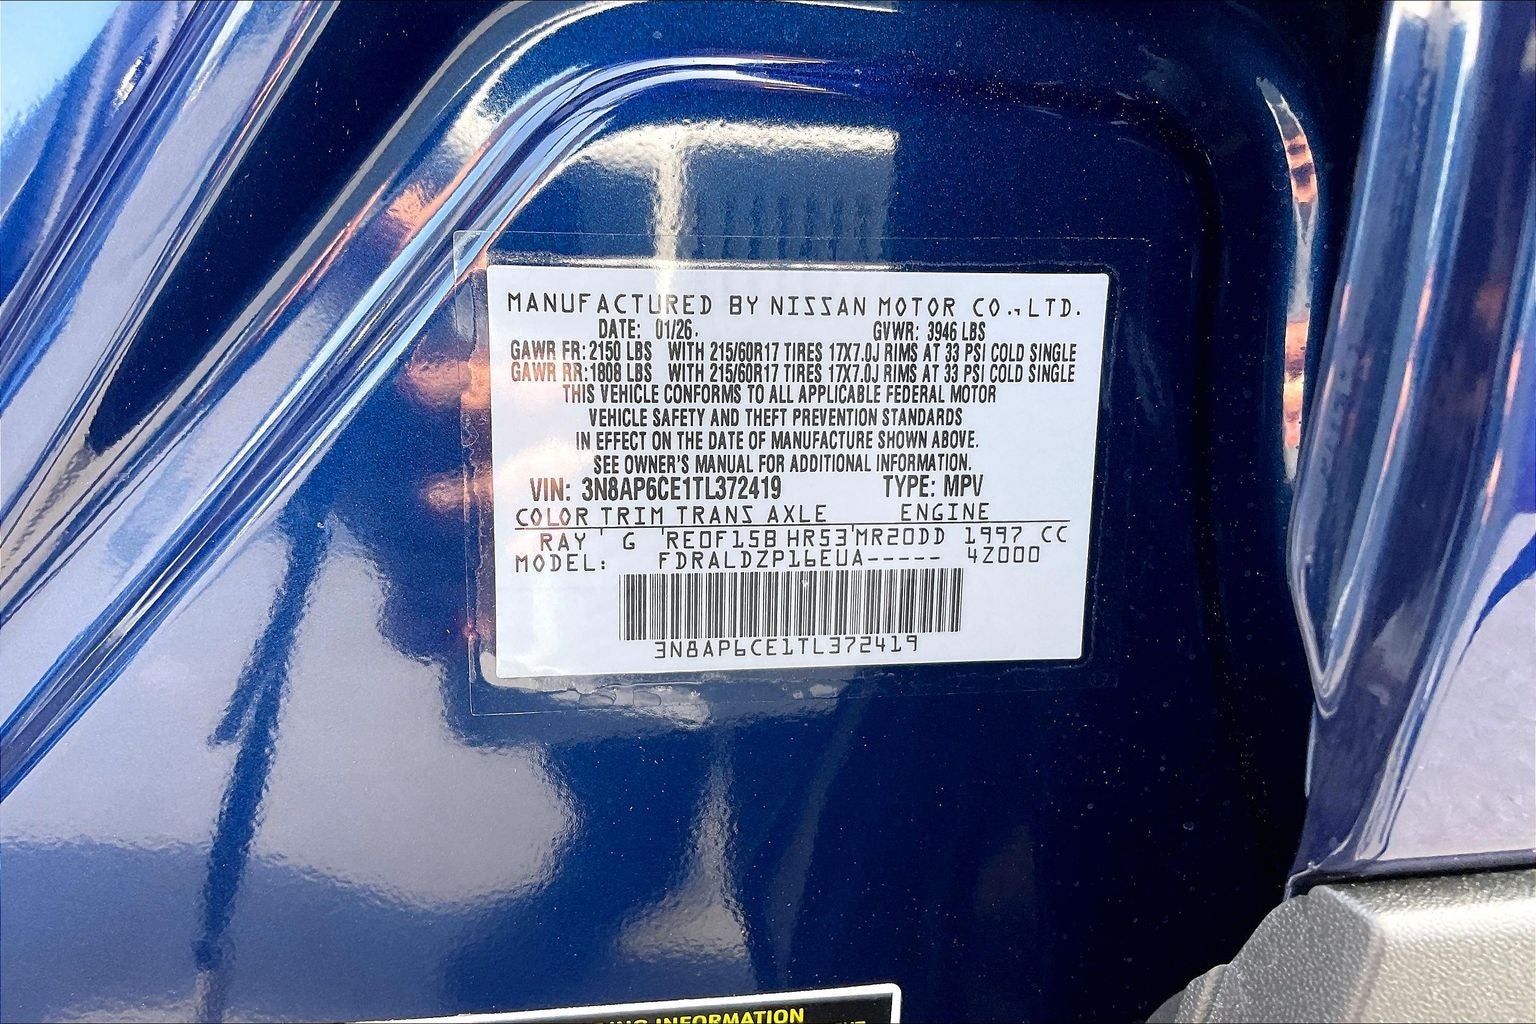 MANUFACTURED BY NISSAN MOTOR CO.,LTD.
DATE: 01/26. GVWR: 3946 LBS
GAWR FR: 2150 LBS WITH 215/60R17 TIRES 17X7.0J RIMS AT 33 PSI COLD SINGLE
GAWR RR: 1808 LBS WITH 215/60R17 TIRES 17X7.0J RIMS AT 33 PSI COLD SINGLE
THIS VEHICLE CONFORMS TO ALL APPLICABLE FEDERAL MOTOR
VEHICLE SAFETY AND THEFT PREVENTION STANDARDS
IN EFFECT ON THE DATE OF MANUFACTURE SHOWN ABOVE.
SEE OWNER'S MANUAL FOR ADDITIONAL INFORMATION.
VIN: 3N8AP6CE1TL372419 TYPE: MPV
COLOR TRIM TRANS AXLE ENGINE
RAY ' G 'RE0F15B HR53'MR20DD 1997 CC
MODEL: FDRALDZP16EUA----- 4Z000
3N8AP6CE1TL372419
INFORMATION